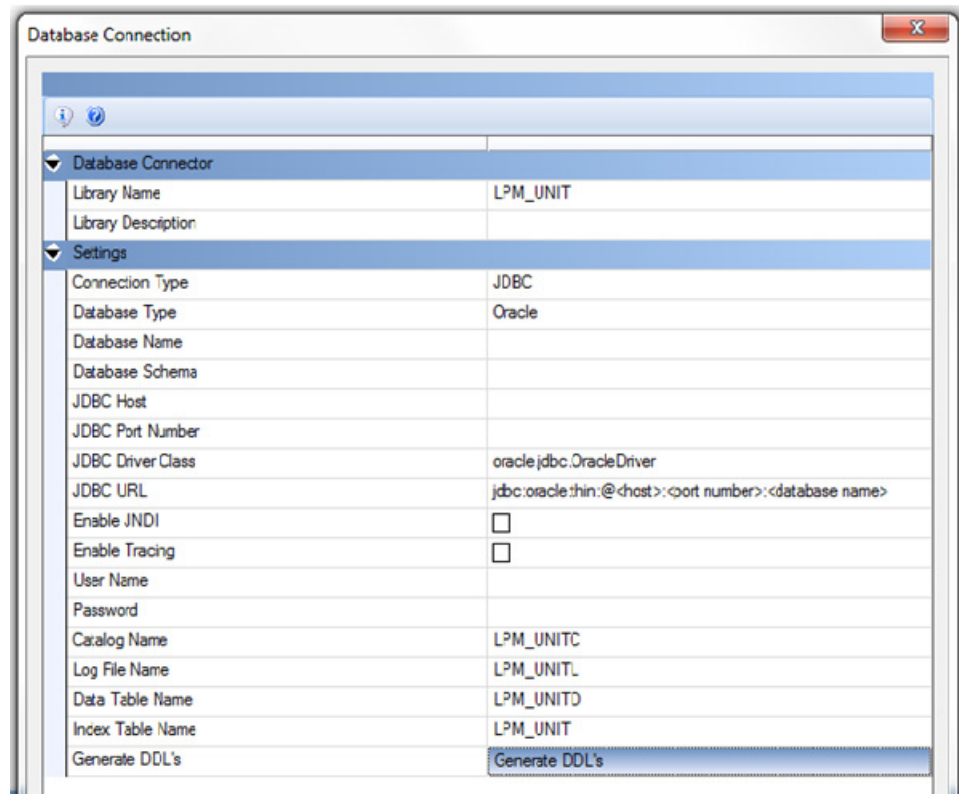 Database Connection
Database Connector
Library Name LPM_UNIT
Library Description
Settings
Connection Type JDBC
Database Type Oracle
Database Name
Database Schema
JDBC Host
JDBC Port Number
JDBC Driver Class oracle.jdbc.OracleDriver
JDBC URL jdbc:oracle:thin:@<host>:<port number>:<database name>
Enable JNDI
Enable Tracing
User Name
Password
Catalog Name LPM_UNITC
Log File Name LPM_UNITL
Data Table Name LPM_UNITD
Index Table Name LPM_UNIT
Generate DDL's Generate DDL's